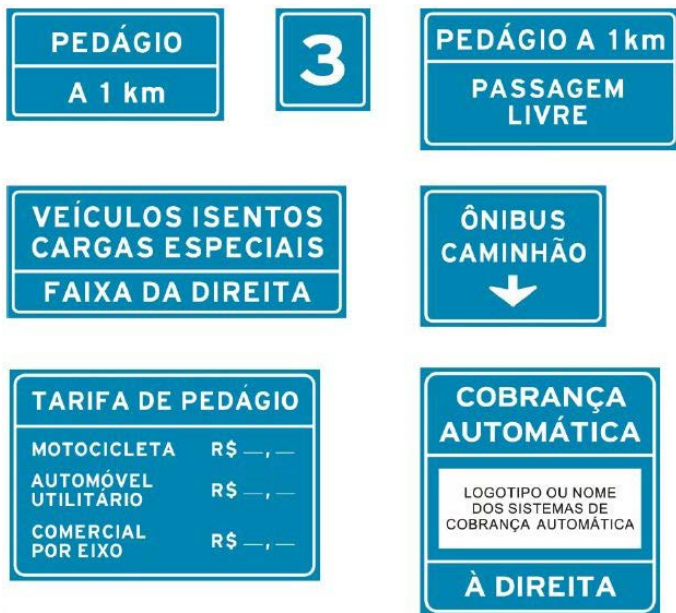 PEDÁGIO
A 1 km
3
PEDÁGIO A 1km
PASSAGEM
LIVRE
VEÍCULOS ISENTOS
CARGAS ESPECIAIS
FAIXA DA DIREITA
ÔNIBUS
CAMINHÃO
TARIFA DE PEDÁGIO
MOTOCICLETA R$ —,—
AUTOMÓVEL
UTILITÁRIO R$ —,—
COMERCIAL
POR EIXO R$ —,—
COBRANÇA
AUTOMÁTICA
LOGOTIPO OU NOME
DOS SISTEMAS DE
COBRANÇA AUTOMÁTICA
À DIREITA